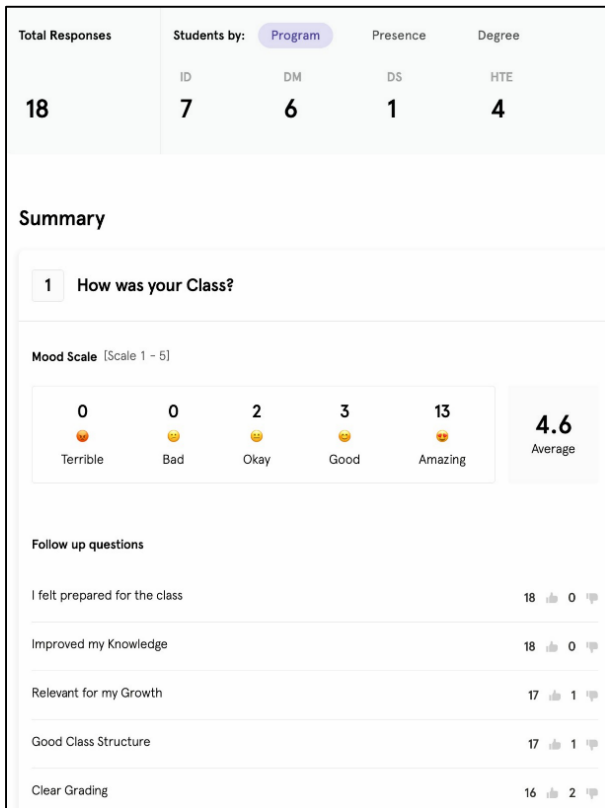 Total Responses
Students by: Program Presence Degree
ID DM DS HTE
18 7 6 1 4
Summary
1 How was your Class?
Mood Scale [Scale 1 - 5]
0 0 2 3 13
Terrible Bad Okay Good Amazing
4.6
Average
Follow up questions
I felt prepared for the class 18 0
Improved my Knowledge 18 0
Relevant for my Growth 17 1
Good Class Structure 17 1
Clear Grading 16 2